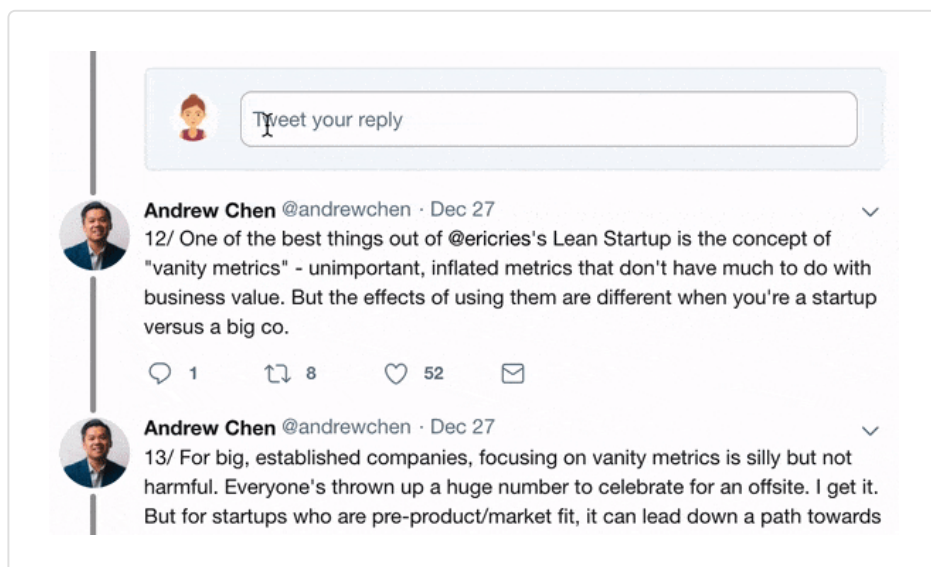 Tweet your reply
Andrew Chen @andrewchen · Dec 27
12/ One of the best things out of @ericries's Lean Startup is the concept of
"vanity metrics" - unimportant, inflated metrics that don't have much to do with
business value. But the effects of using them are different when you're a startup
versus a big co.
1 8 52
Andrew Chen @andrewchen · Dec 27
13/ For big, established companies, focusing on vanity metrics is silly but not
harmful. Everyone's thrown up a huge number to celebrate for an offsite. I get it.
But for startups who are pre-product/market fit, it can lead down a path towards